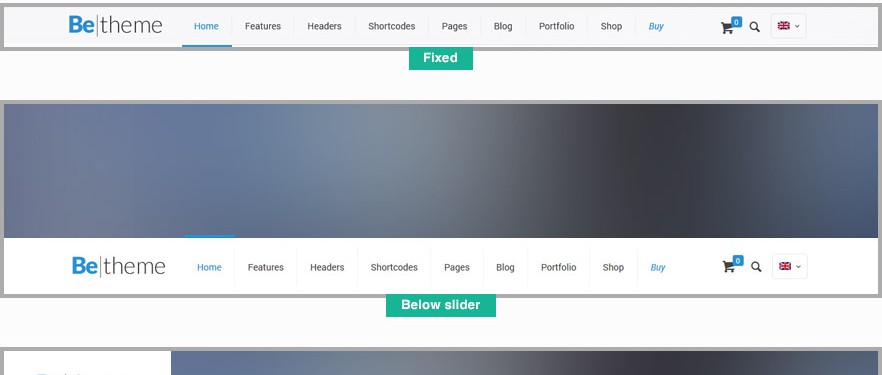 Be|theme Home Features Headers Shortcodes Pages Blog Portfolio Shop Buy 0
Fixed
Be|theme Home Features Headers Shortcodes Pages Blog Portfolio Shop Buy 0
Below slider